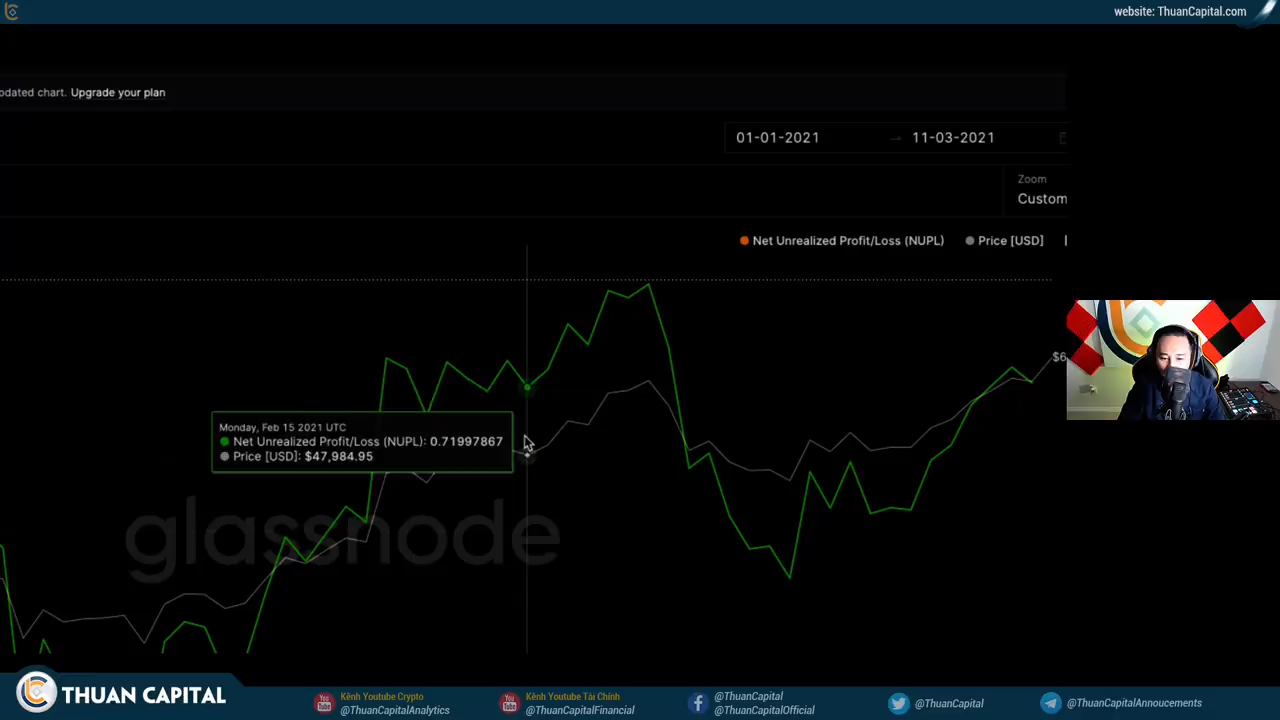 website: ThuanCapital.com
pdated chart. Upgrade your plan
01-01-2021 → 11-03-2021
Zoom
Custom
Net Unrealized Profit/Loss (NUPL) Price [USD]
$6
Monday, Feb 15 2021 UTC
Net Unrealized Profit/Loss (NUPL): 0.71997867
Price [USD]: $47,984.95
glassnode
THUAN CAPITAL
Kênh Youtube Crypto
@ThuanCapitalAnalytics
Kênh Youtube Tài Chính
@ThuanCapitalFinancial
@ThuanCapital
@ThuanCapitalOfficial
@ThuanCapital
@ThuanCapitalAnnoucements